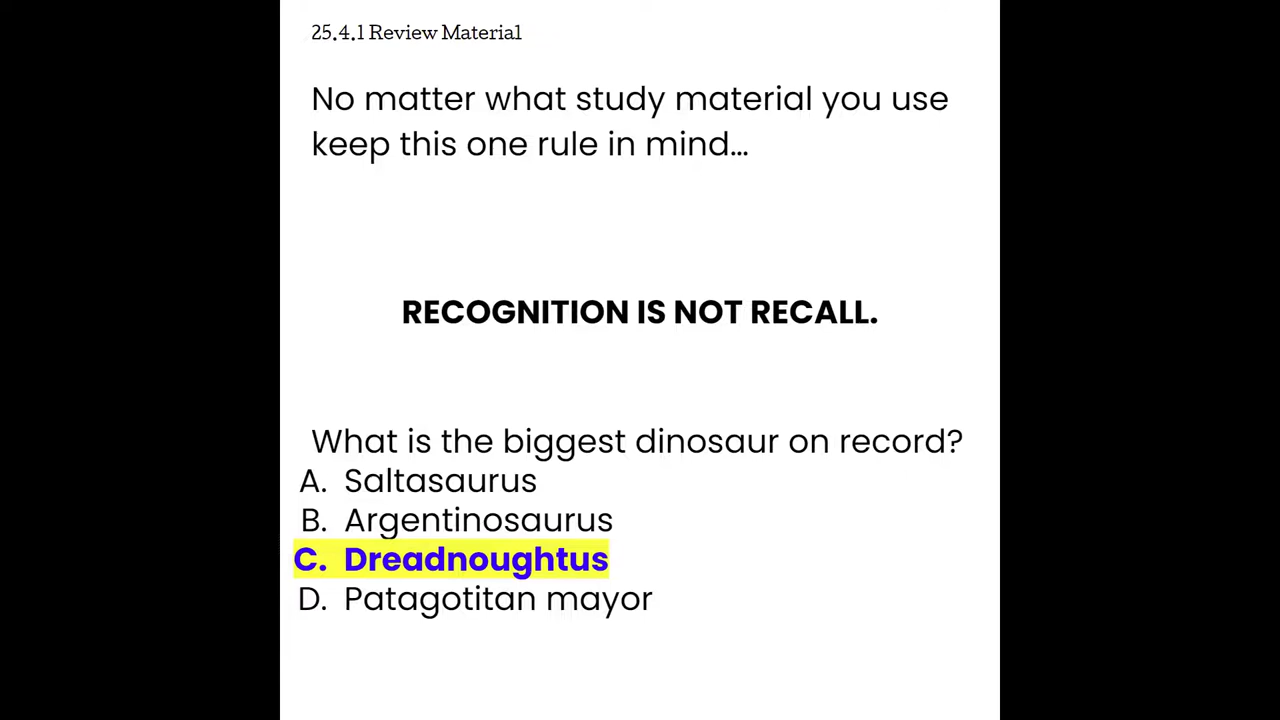 25.4.1 Review Material
No matter what study material you use
keep this one rule in mind...
RECOGNITION IS NOT RECALL.
What is the biggest dinosaur on record?
A. Saltasaurus
B. Argentinosaurus
C. Dreadnoughtus
D. Patagotitan mayor